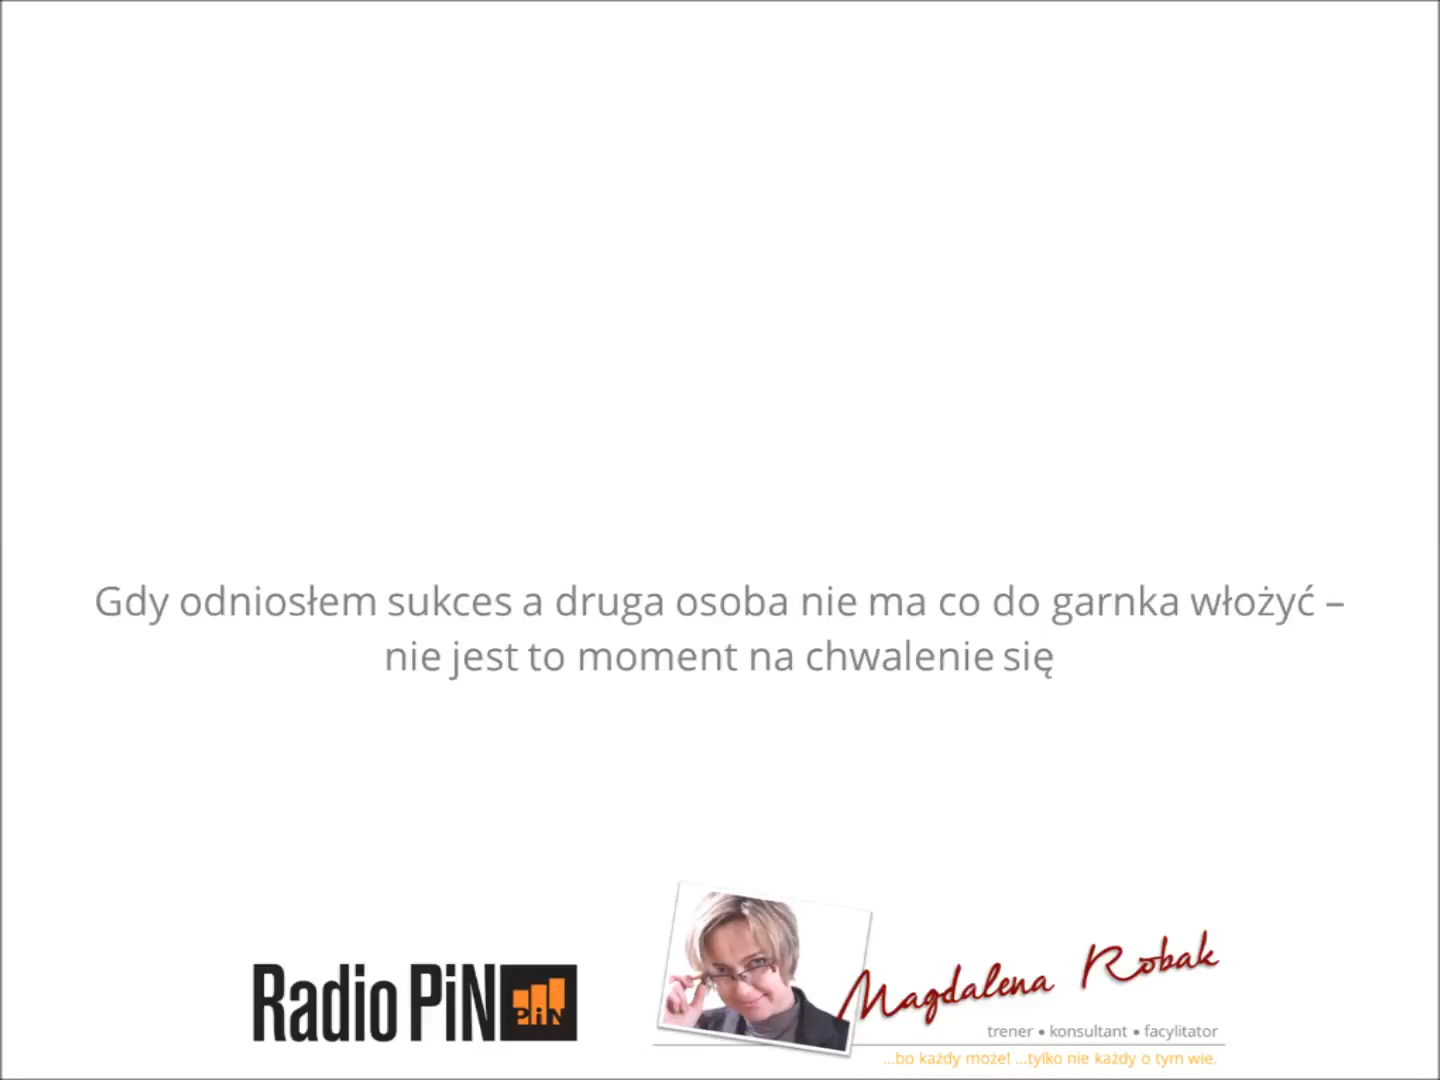 Gdy odniosłem sukces a druga osoba nie ma co do garnka włożyć –
nie jest to moment na chwalenie się
Radio PiN PiN
Magdalena Robak
trener • konsultant • facylitator
...bo każdy może! ...tylko nie każdy o tym wie.